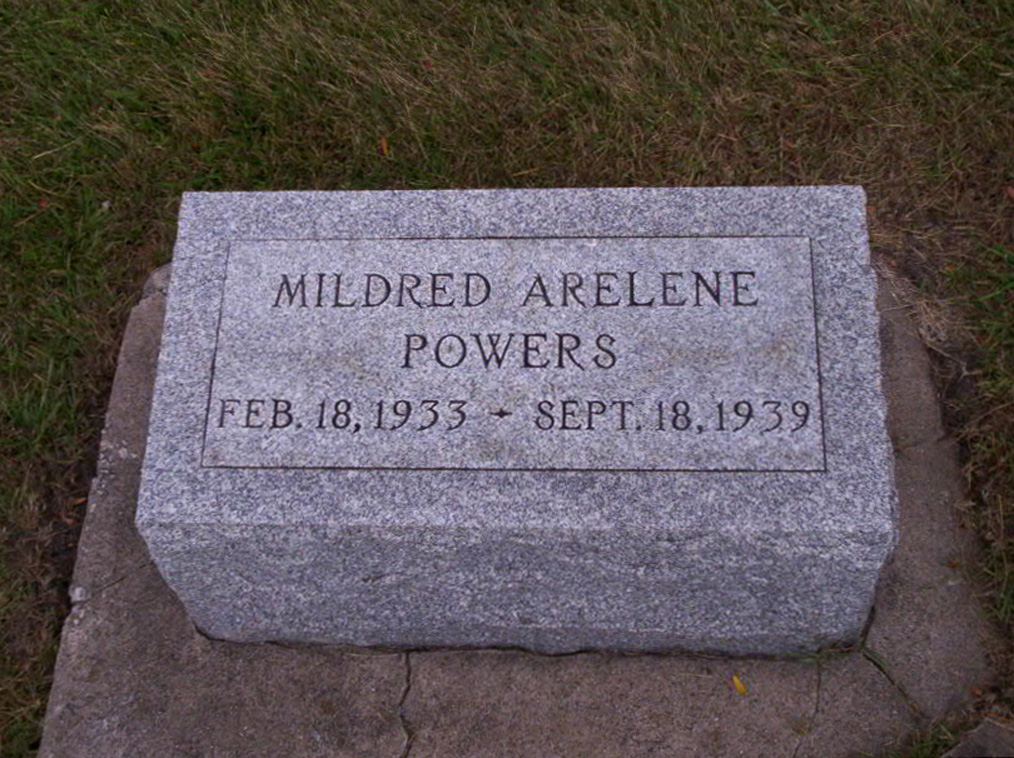 MILDRED ARELENE
POWERS
FEB. 18, 1933 - SEPT. 18, 1939